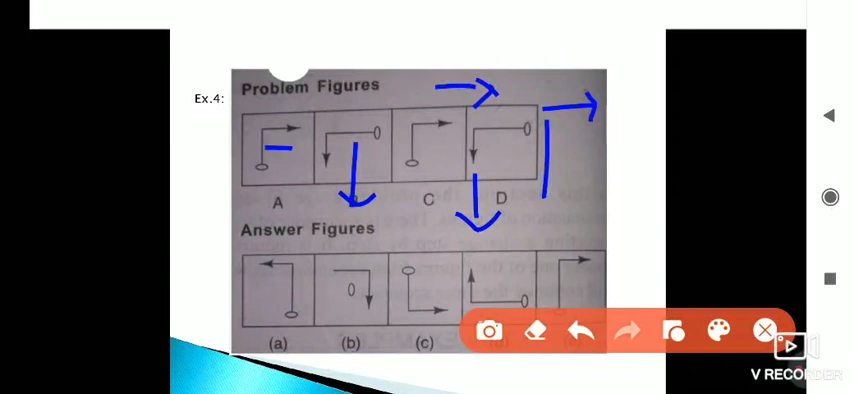 Problem Figures
Ex.4:
A C D
Answer Figures
(a) (b) (c)
V RECORDER